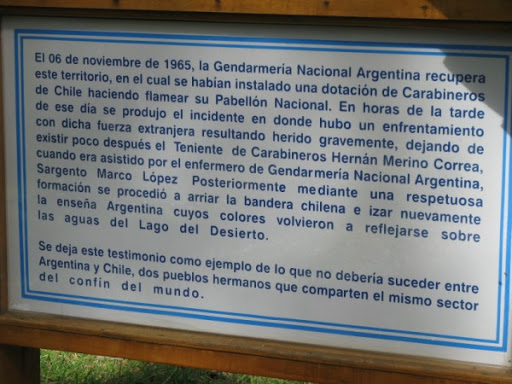 El 06 de noviembre de 1965, la Gendarmería Nacional Argentina recupera
este territorio, en el cual se habían instalado una dotación de Carabineros
de Chile haciendo flamear su Pabellón Nacional. En horas de la tarde
de ese día se produjo el incidente en donde hubo un enfrentamiento
con dicha fuerza extranjera resultando herido gravemente, dejando de
existir poco después el Teniente de Carabineros Hernán Merino Correa,
cuando era asistido por el enfermero de Gendarmería Nacional Argentina,
Sargento Marco López Posteriormente mediante una respetuosa
formación se procedió a arriar la bandera chilena e izar nuevamente
la enseña Argentina cuyos colores volvieron a reflejarse sobre
las aguas del Lago del Desierto.
Se deja este testimonio como ejemplo de lo que no debería suceder entre
Argentina y Chile, dos pueblos hermanos que comparten el mismo sector
del confín del mundo.